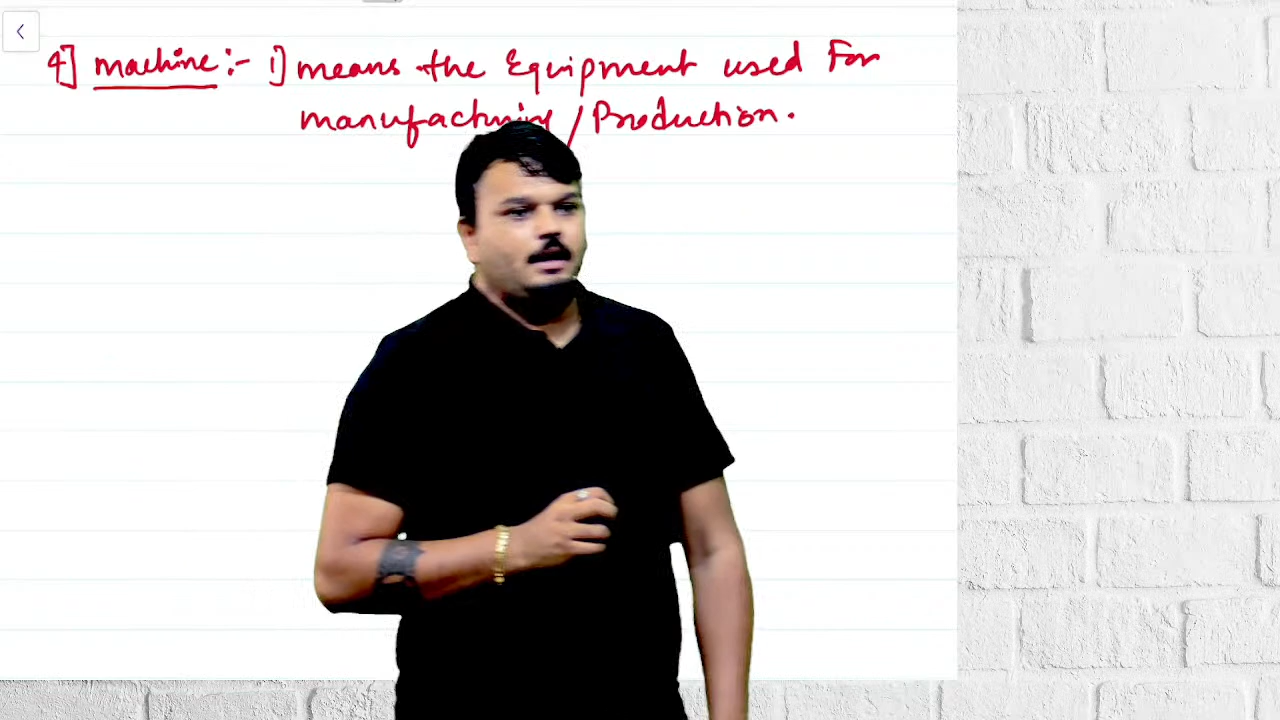 4] machine :- 1] means the Equipment used For
manufacturing / Production.